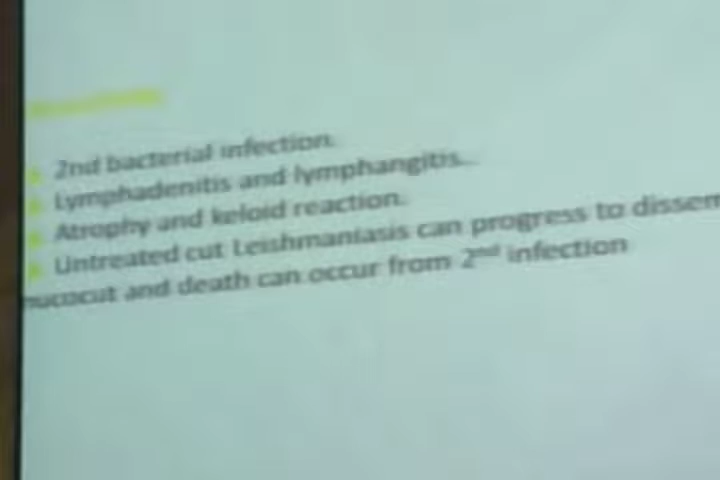 2nd bacterial infection.
Lymphadenitis and lymphangitis...
Atrophy and keloid reaction.
Untreated cut Leishmaniasis can progress to dissem
mucocut and death can occur from 2nd infection